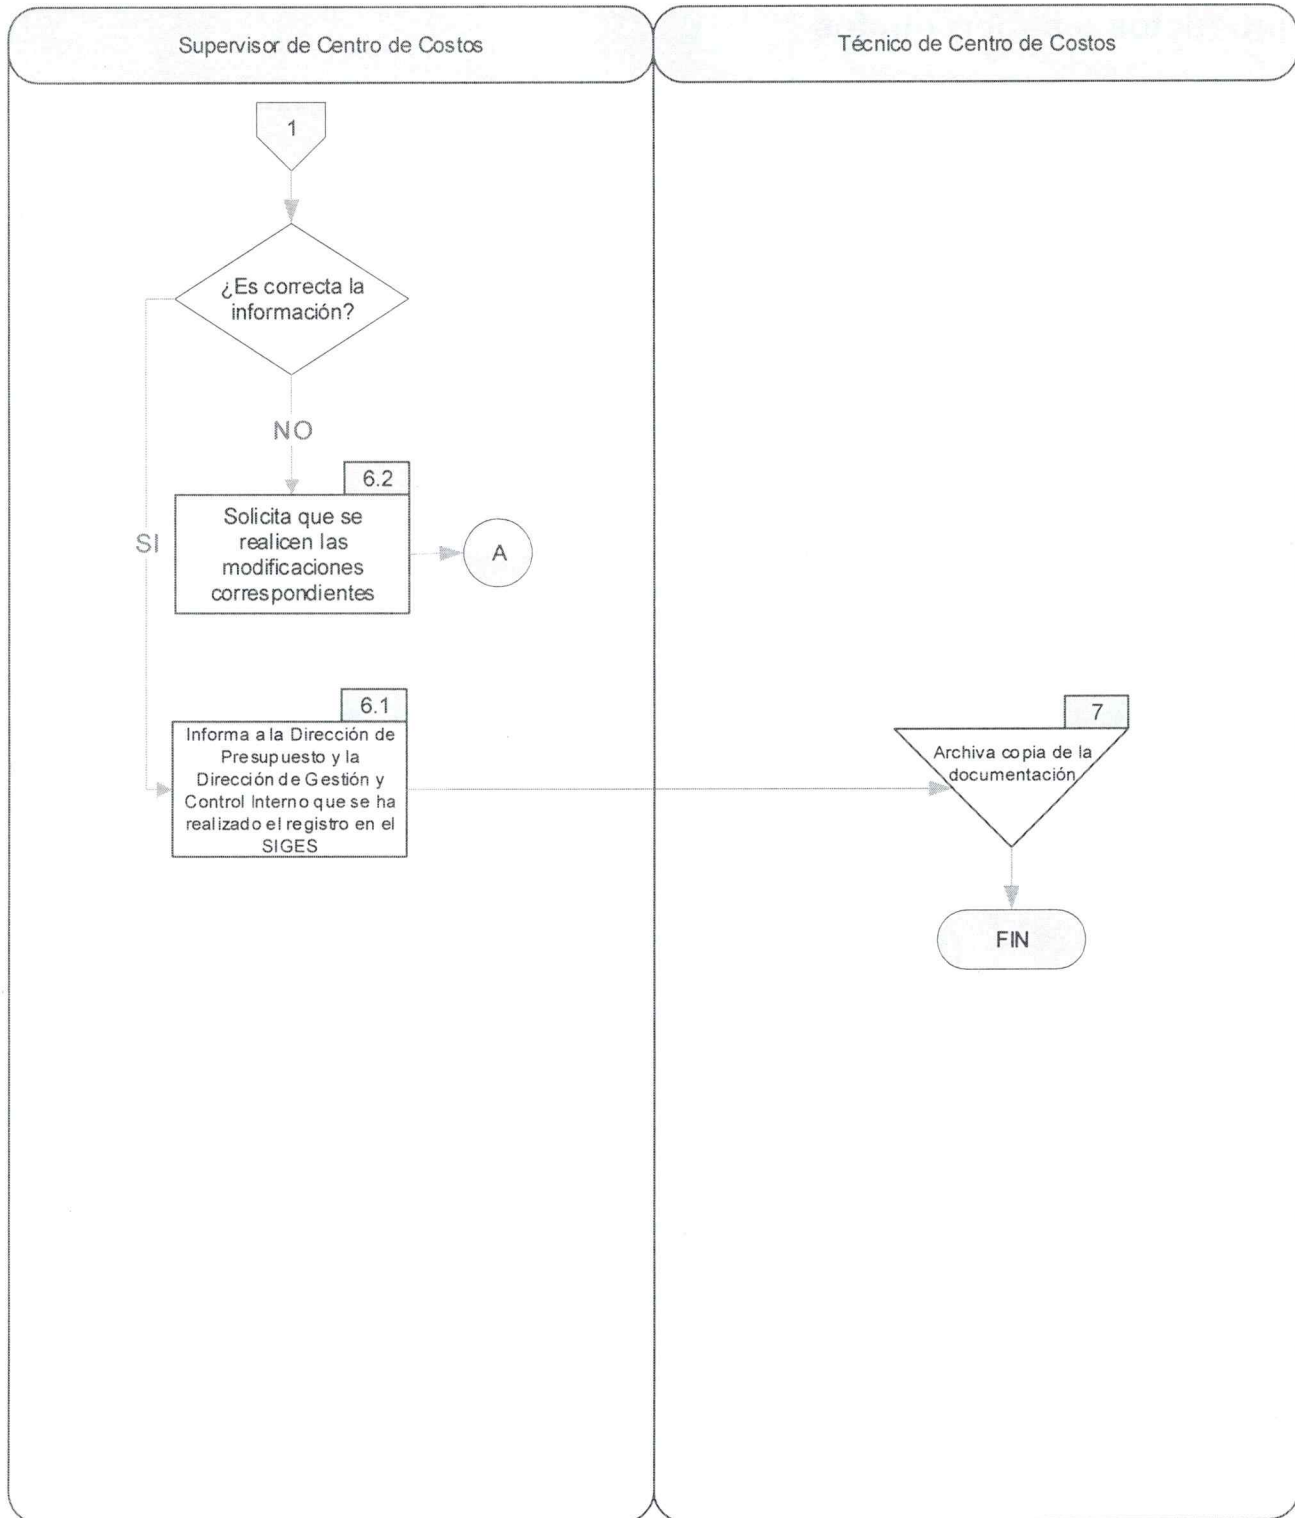 Supervisor de Centro de Costos
Técnico de Centro de Costos
1
¿Es correcta la
información?
NO
SI
6.2
Solicita que se
realicen las
modificaciones
correspondientes
A
6.1
Informa a la Dirección de
Presupuesto y la
Dirección de Gestión y
Control Interno que se ha
realizado el registro en el
SIGES
7
Archiva copia de la
documentación
FIN